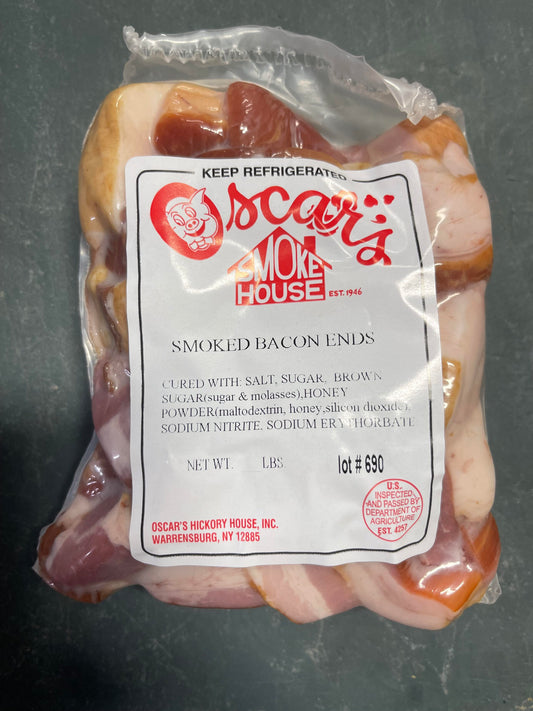 KEEP REFRIGERATED
Oscar's
SMOKE
HOUSE
EST. 1946
SMOKED BACON ENDS
CURED WITH: SALT, SUGAR, BROWN
SUGAR(sugar & molasses),HONEY
POWDER(maltodextrin, honey,silicon dioxide),
SODIUM NITRITE. SODIUM ERYTHORBATE
NET WT. LBS. lot # 690
U.S.
INSPECTED
AND PASSED BY
DEPARTMENT OF
AGRICULTURE
EST. 4257
OSCAR'S HICKORY HOUSE, INC.
WARRENSBURG, NY 12885